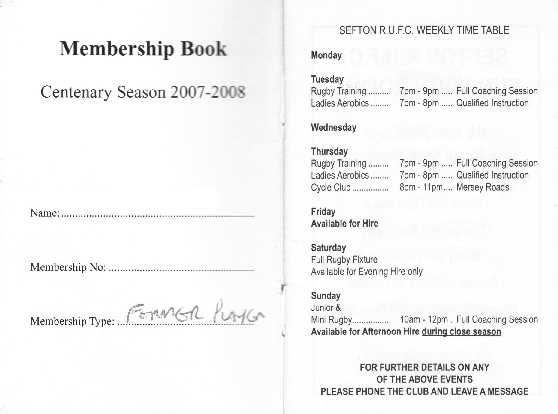 Membership Book
Centenary Season 2007-2008
Name:
Membership No:
Membership Type: FORMER PLAYER
SEFTON R.U.F.C. WEEKLY TIME TABLE
Monday
Tuesday
Rugby Training .......... 7pm - 9pm ..... Full Coaching Session
Ladies Aerobics ......... 7pm - 8pm ..... Qualified Instruction
Wednesday
Thursday
Rugby Training ......... 7pm - 9pm ..... Full Coaching Session
Ladies Aerobics ......... 7pm - 8pm ..... Qualified Instruction
Cycle Club ................ 8pm - 11pm.... Mersey Roads
Friday
Available for Hire
Saturday
Full Rugby Fixture
Available for Evening Hire only
Sunday
Junior &
Mini Rugby................ 10am - 12pm .. Full Coaching Session
Available for Afternoon Hire during close season
FOR FURTHER DETAILS ON ANY
OF THE ABOVE EVENTS
PLEASE PHONE THE CLUB AND LEAVE A MESSAGE